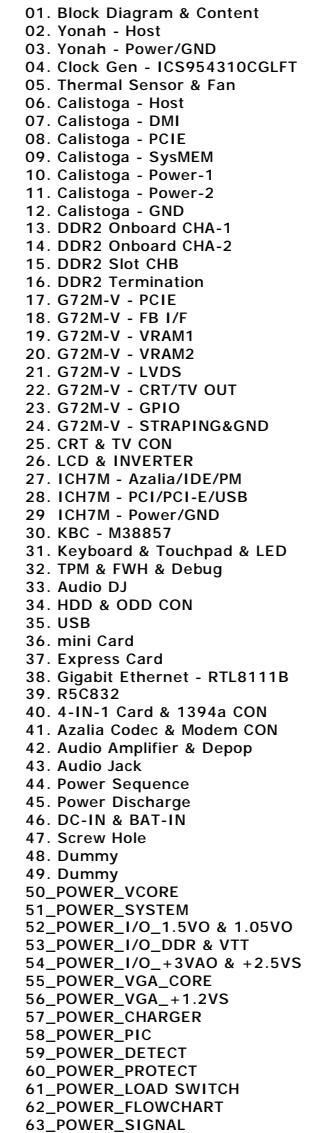 01. Block Diagram & Content
02. Yonah - Host
03. Yonah - Power/GND
04. Clock Gen - ICS954310CGLFT
05. Thermal Sensor & Fan
06. Calistoga - Host
07. Calistoga - DMI
08. Calistoga - PCIE
09. Calistoga - SysMEM
10. Calistoga - Power-1
11. Calistoga - Power-2
12. Calistoga - GND
13. DDR2 Onboard CHA-1
14. DDR2 Onboard CHA-2
15. DDR2 Slot CHB
16. DDR2 Termination
17. G72M-V - PCIE
18. G72M-V - FB I/F
19. G72M-V - VRAM1
20. G72M-V - VRAM2
21. G72M-V - LVDS
22. G72M-V - CRT/TV OUT
23. G72M-V - GPIO
24. G72M-V - STRAPING&GND
25. CRT & TV CON
26. LCD & INVERTER
27. ICH7M - Azalia/IDE/PM
28. ICH7M - PCI/PCI-E/USB
29 ICH7M - Power/GND
30. KBC - M38857
31. Keyboard & Touchpad & LED
32. TPM & FWH & Debug
33. Audio DJ
34. HDD & ODD CON
35. USB
36. mini Card
37. Express Card
38. Gigabit Ethernet - RTL8111B
39. R5C832
40. 4-IN-1 Card & 1394a CON
41. Azalia Codec & Modem CON
42. Audio Amplifier & Depop
43. Audio Jack
44. Power Sequence
45. Power Discharge
46. DC-IN & BAT-IN
47. Screw Hole
48. Dummy
49. Dummy
50_POWER_VCORE
51_POWER_SYSTEM
52_POWER_I/O_1.5VO & 1.05VO
53_POWER_I/O_DDR & VTT
54_POWER_I/O_+3VAO & +2.5VS
55_POWER_VGA_CORE
56_POWER_VGA_+1.2VS
57_POWER_CHARGER
58_POWER_PIC
59_POWER_DETECT
60_POWER_PROTECT
61_POWER_LOAD SWITCH
62_POWER_FLOWCHART
63_POWER_SIGNAL